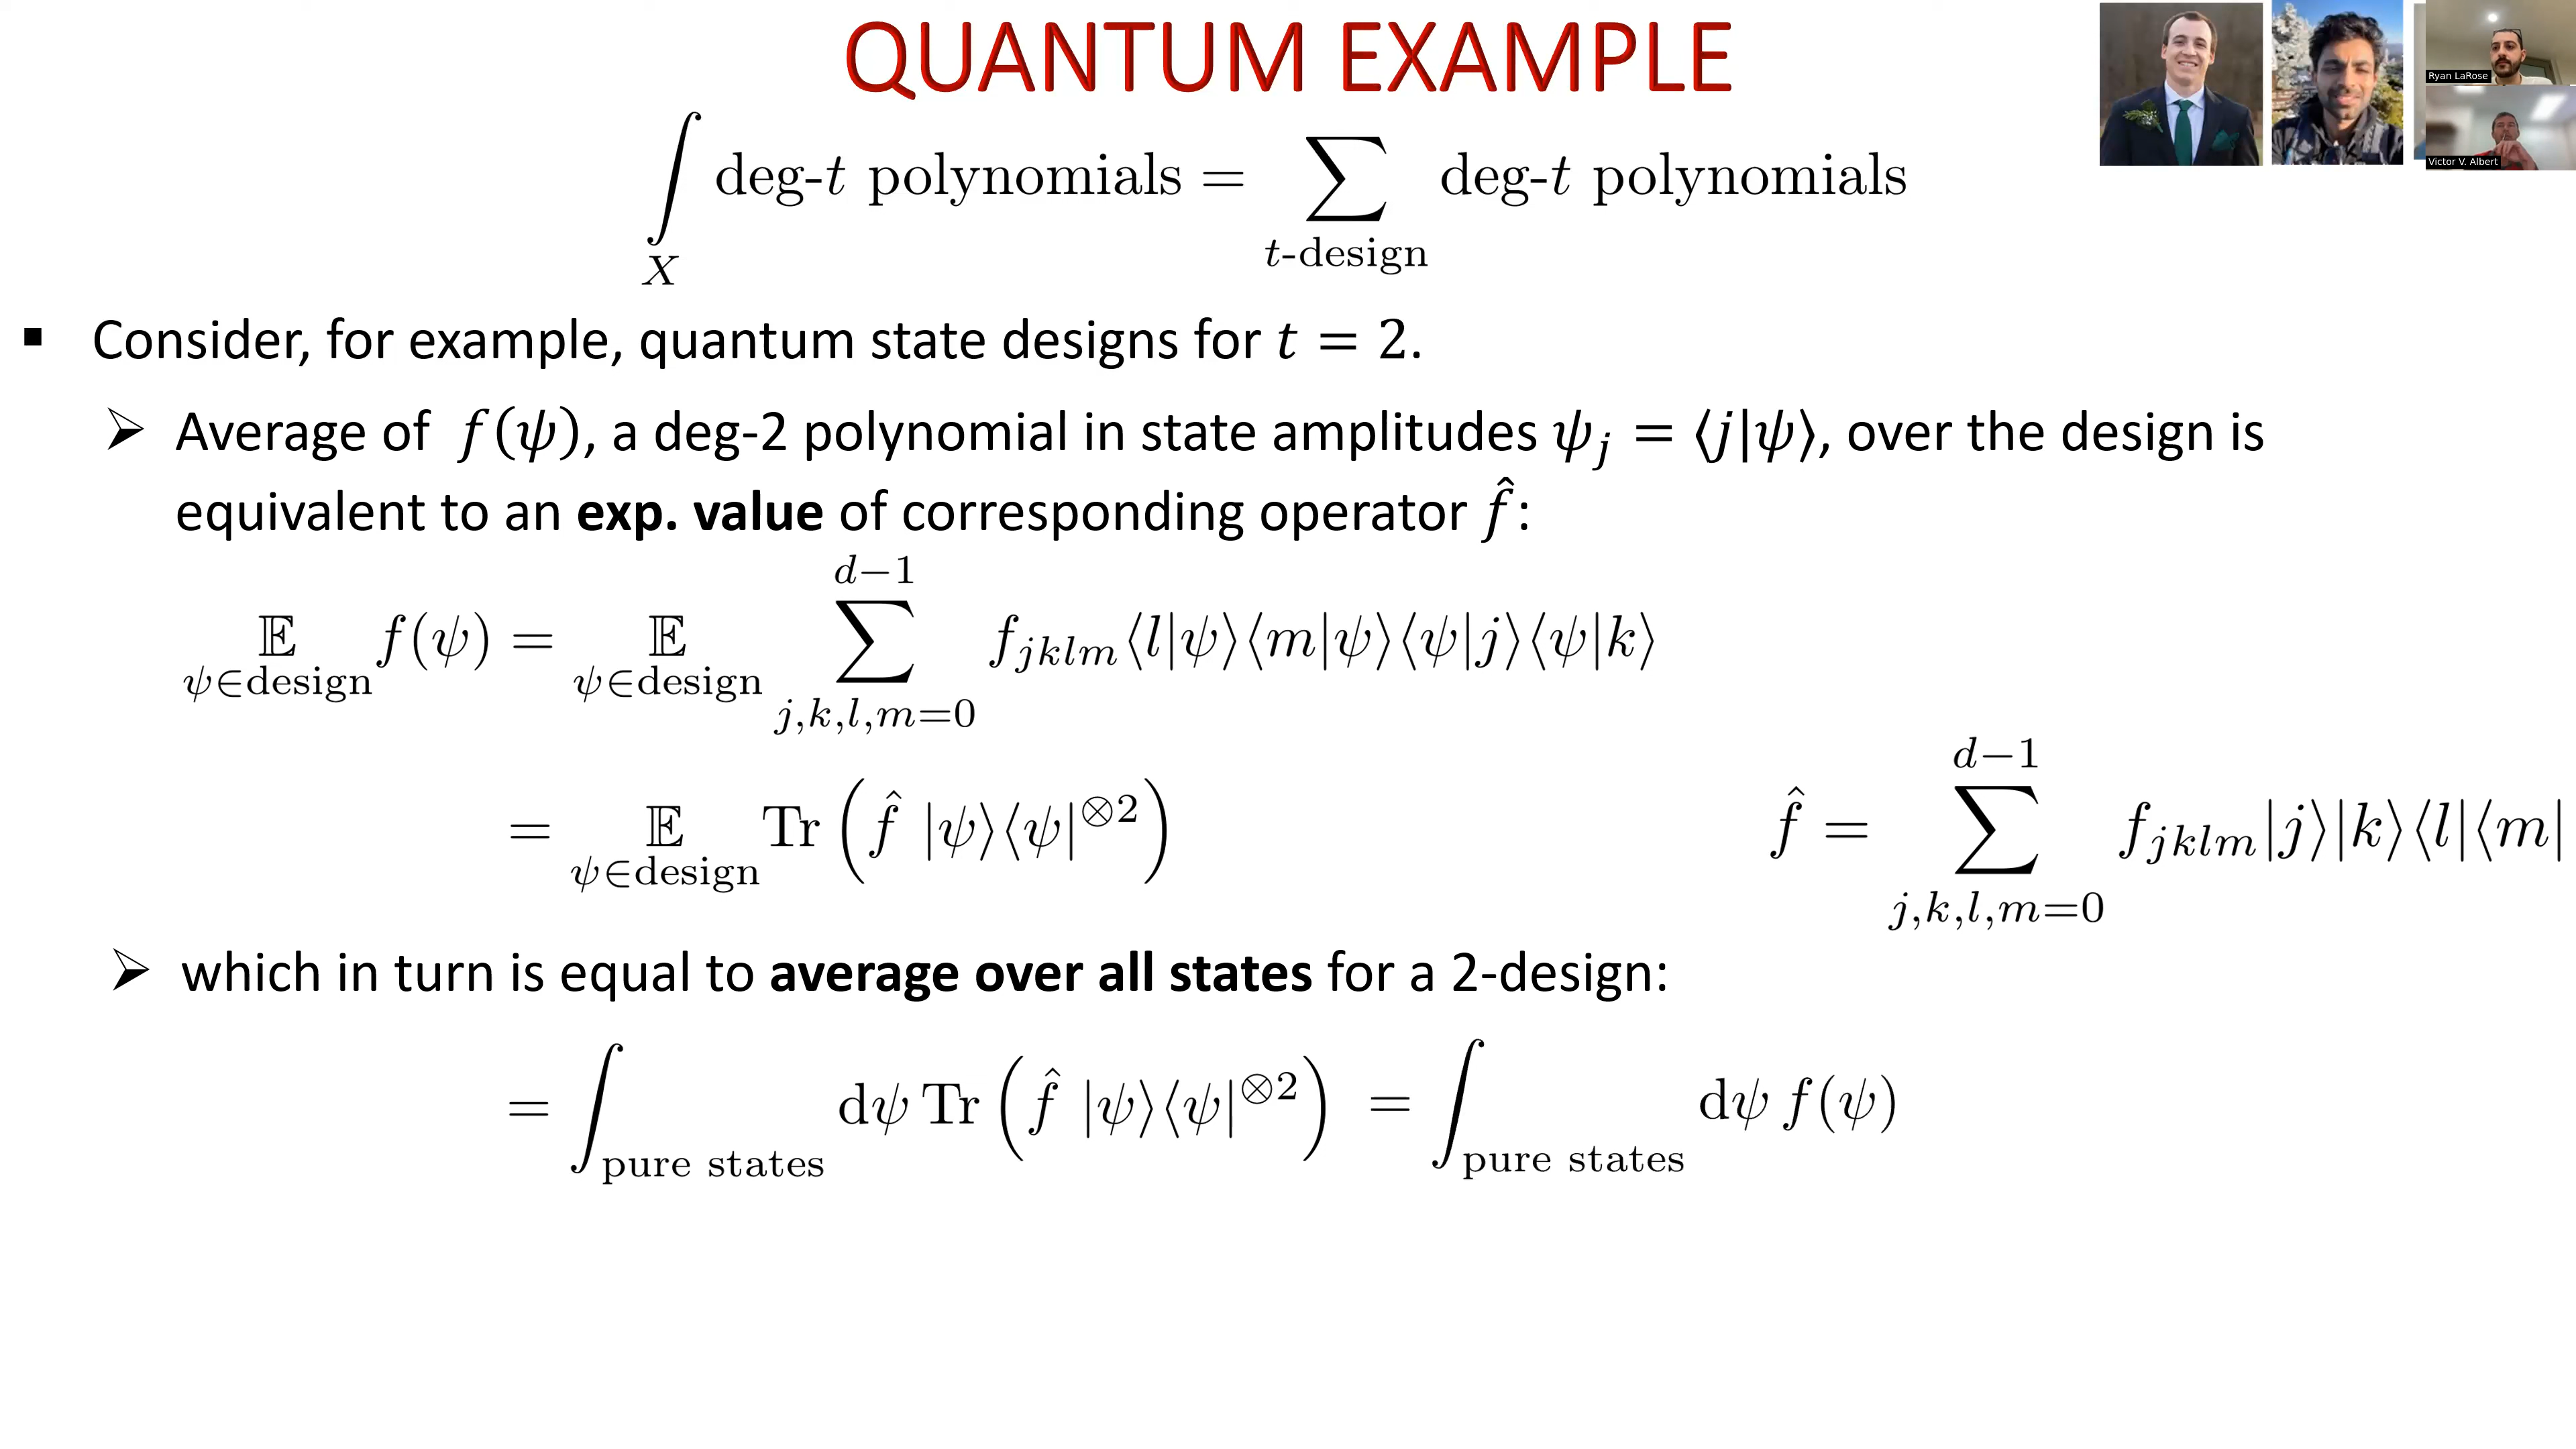 QUANTUM EXAMPLE
Ryan LaRose
Victor V. Albert
∫_X deg-t polynomials = ∑_{t-design} deg-t polynomials
▪ Consider, for example, quantum state designs for t = 2.
➢ Average of f(ψ), a deg-2 polynomial in state amplitudes ψ_j = ⟨j|ψ⟩, over the design is
equivalent to an exp. value of corresponding operator f̂:
𝔼_{ψ∈design} f(ψ) = 𝔼_{ψ∈design} ∑_{j,k,l,m=0}^{d−1} f_{jklm}⟨l|ψ⟩⟨m|ψ⟩⟨ψ|j⟩⟨ψ|k⟩
= 𝔼_{ψ∈design} Tr(f̂ |ψ⟩⟨ψ|^{⊗2})
f̂ = ∑_{j,k,l,m=0}^{d−1} f_{jklm}|j⟩|k⟩⟨l|⟨m|
➢ which in turn is equal to average over all states for a 2-design:
= ∫_{pure states} dψ Tr(f̂ |ψ⟩⟨ψ|^{⊗2}) = ∫_{pure states} dψ f(ψ)